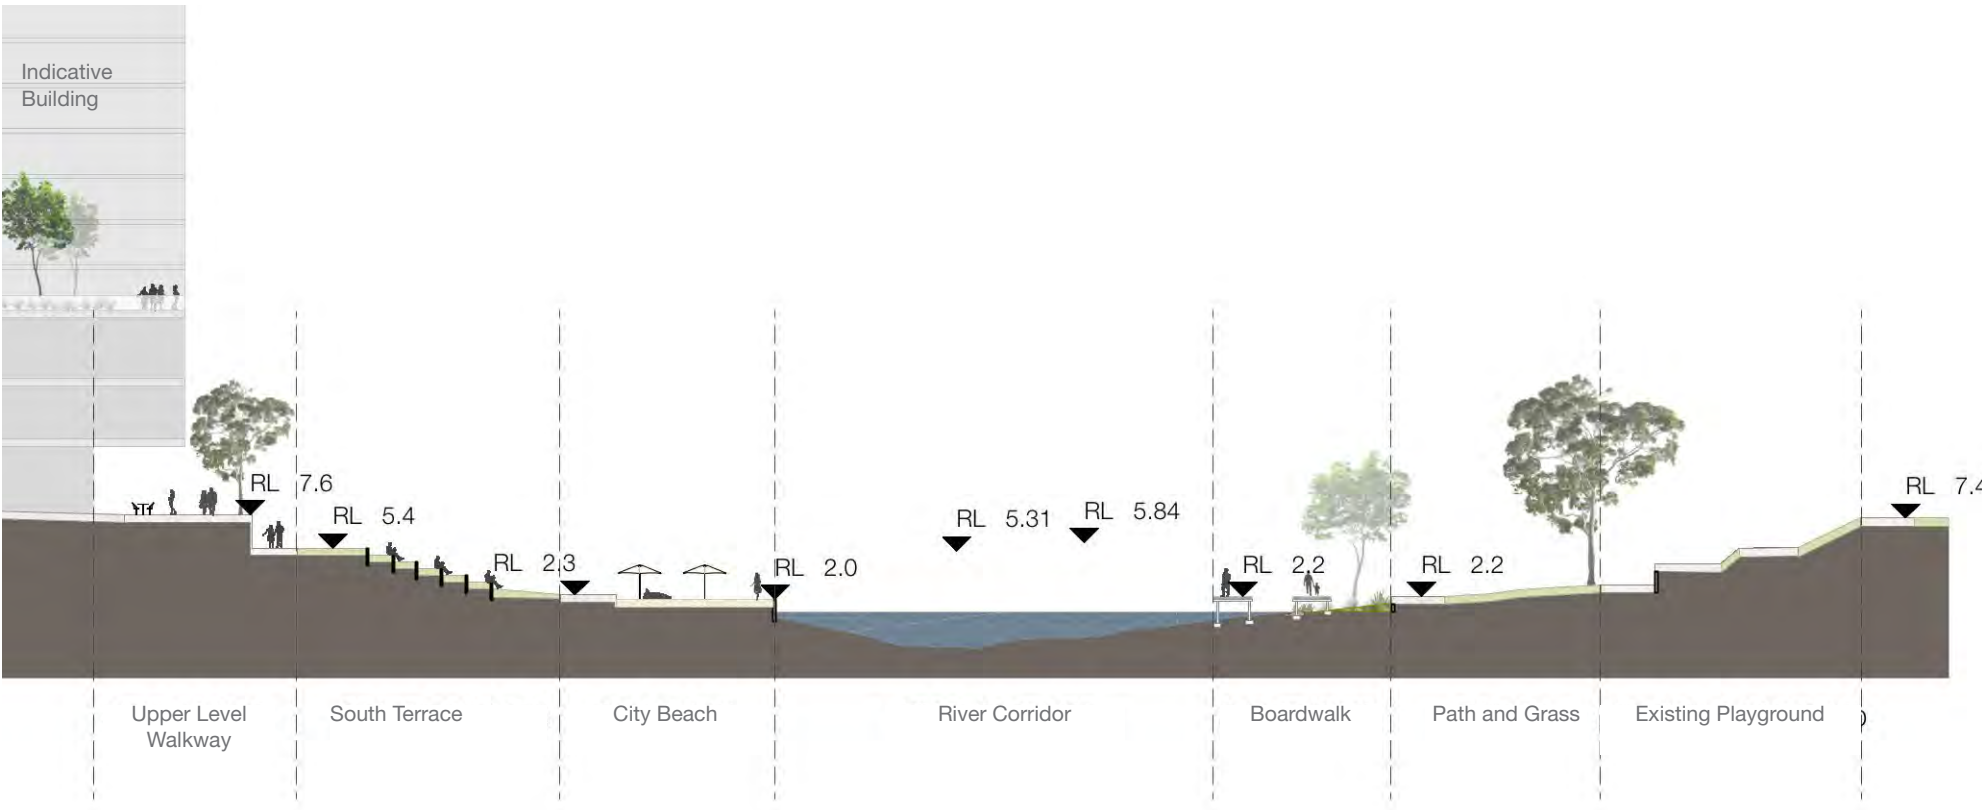 Indicative
Building
RL 7.6
RL 5.4
RL 2.3
RL 2.0
RL 5.31
RL 5.84
RL 2.2
RL 2.2
RL 7.4
Upper Level
Walkway
South Terrace
City Beach
River Corridor
Boardwalk
Path and Grass
Existing Playground